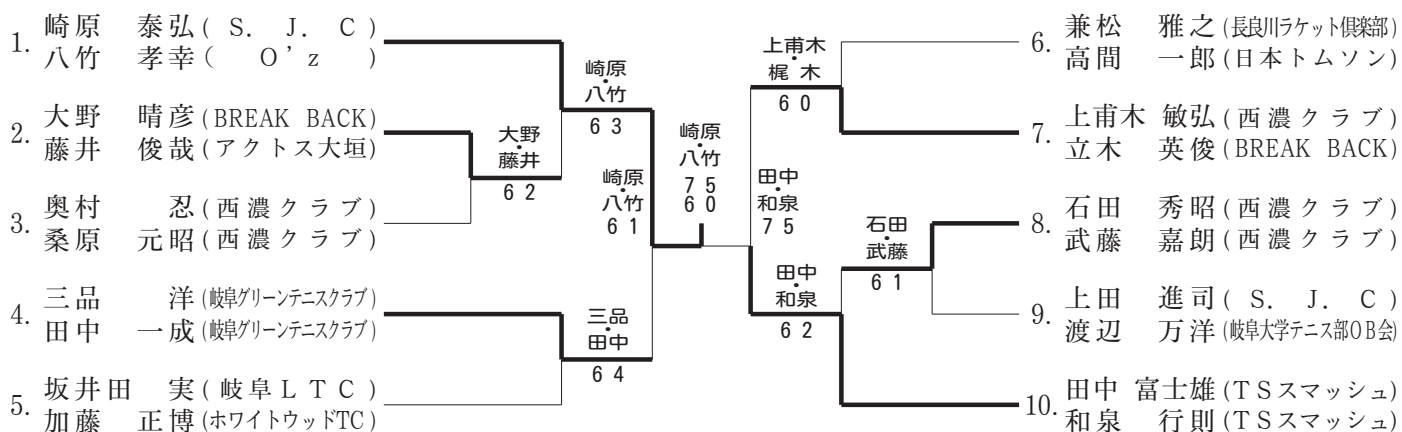 1. 崎原 泰弘 ( S. J. C )
八竹 孝幸 ( O'z )
2. 大野 晴彦 (BREAK BACK)
藤井 俊哉 (アクトス大垣)
3. 奥村 忍 (西濃クラブ)
桑原 元昭 (西濃クラブ)
4. 三品 洋 (岐阜グリーンテニスクラブ)
田中 一成 (岐阜グリーンテニスクラブ)
5. 坂井田 実 (岐阜LTC)
加藤 正博 (ホワイトウッドTC)
大野・藤井
6 2
崎原・八竹
6 3
三品・田中
6 4
崎原・八竹
6 1
崎原・八竹
7 5
6 0
田中・和泉
7 5
上甫木・梶木
6 0
田中・和泉
6 2
石田・武藤
6 1
6. 兼松 雅之 (長良川ラケット倶楽部)
高間 一郎 (日本トムソン)
7. 上甫木 敏弘 (西濃クラブ)
立木 英俊 (BREAK BACK)
8. 石田 秀昭 (西濃クラブ)
武藤 嘉朗 (西濃クラブ)
9. 上田 進司 ( S. J. C )
渡辺 万洋 (岐阜大学テニス部OB会)
10. 田中 富士雄 (TSスマッシュ)
和泉 行則 (TSスマッシュ)